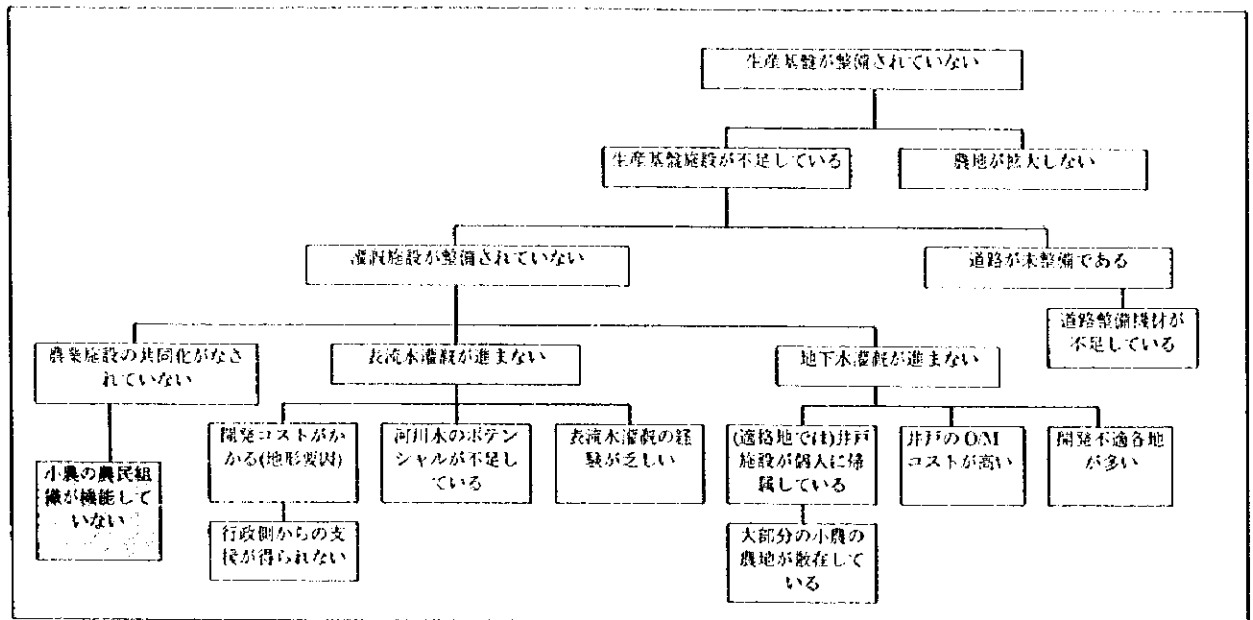 生産基盤が整備されていない
生産基盤施設が不足している
農地が拡大しない
灌漑施設が整備されていない
道路が未整備である
道路整備機材が
不足している
農業施設の共同化がなさ
れていない
表流水灌漑が進まない
地下水灌漑が進まない
開発コストがか
かる(地形要因)
河川水のポテン
シャルが不足し
ている
表流水灌漑の経
験が乏しい
(適格地では)井戸
施設が個人に帰
属している
井戸のO/M
コストが高い
開発不適各地
が多い
小農の農民組
織が機能して
いない
行政側からの支
援が得られない
大部分の小農の
農地が散在して
いる